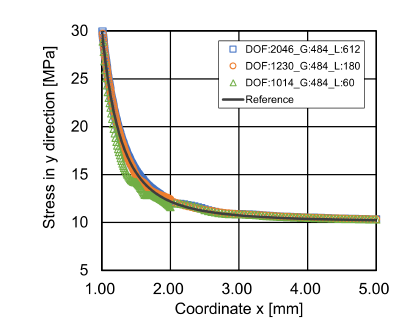 30
25
20
15
10
5
Stress in y direction [MPa]
DOF:2046_G:484_L:612
DOF:1230_G:484_L:180
DOF:1014_G:484_L:60
Reference
1.00 2.00 3.00 4.00 5.00
Coordinate x [mm]